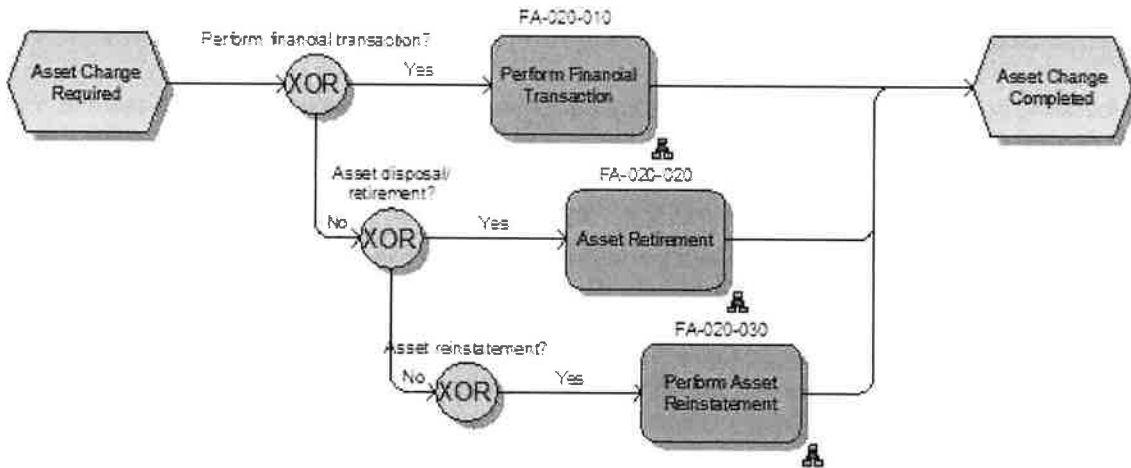 FA-020-010
Perform financial transaction?
Asset Change
Required
XOR
Yes
Perform Financial
Transaction
Asset Change
Completed
Asset disposal/
retirement?
FA-020-020
No
XOR
Yes
Asset Retirement
FA-020-030
Asset reinstatement?
No
XOR
Yes
Perform Asset
Reinstatement